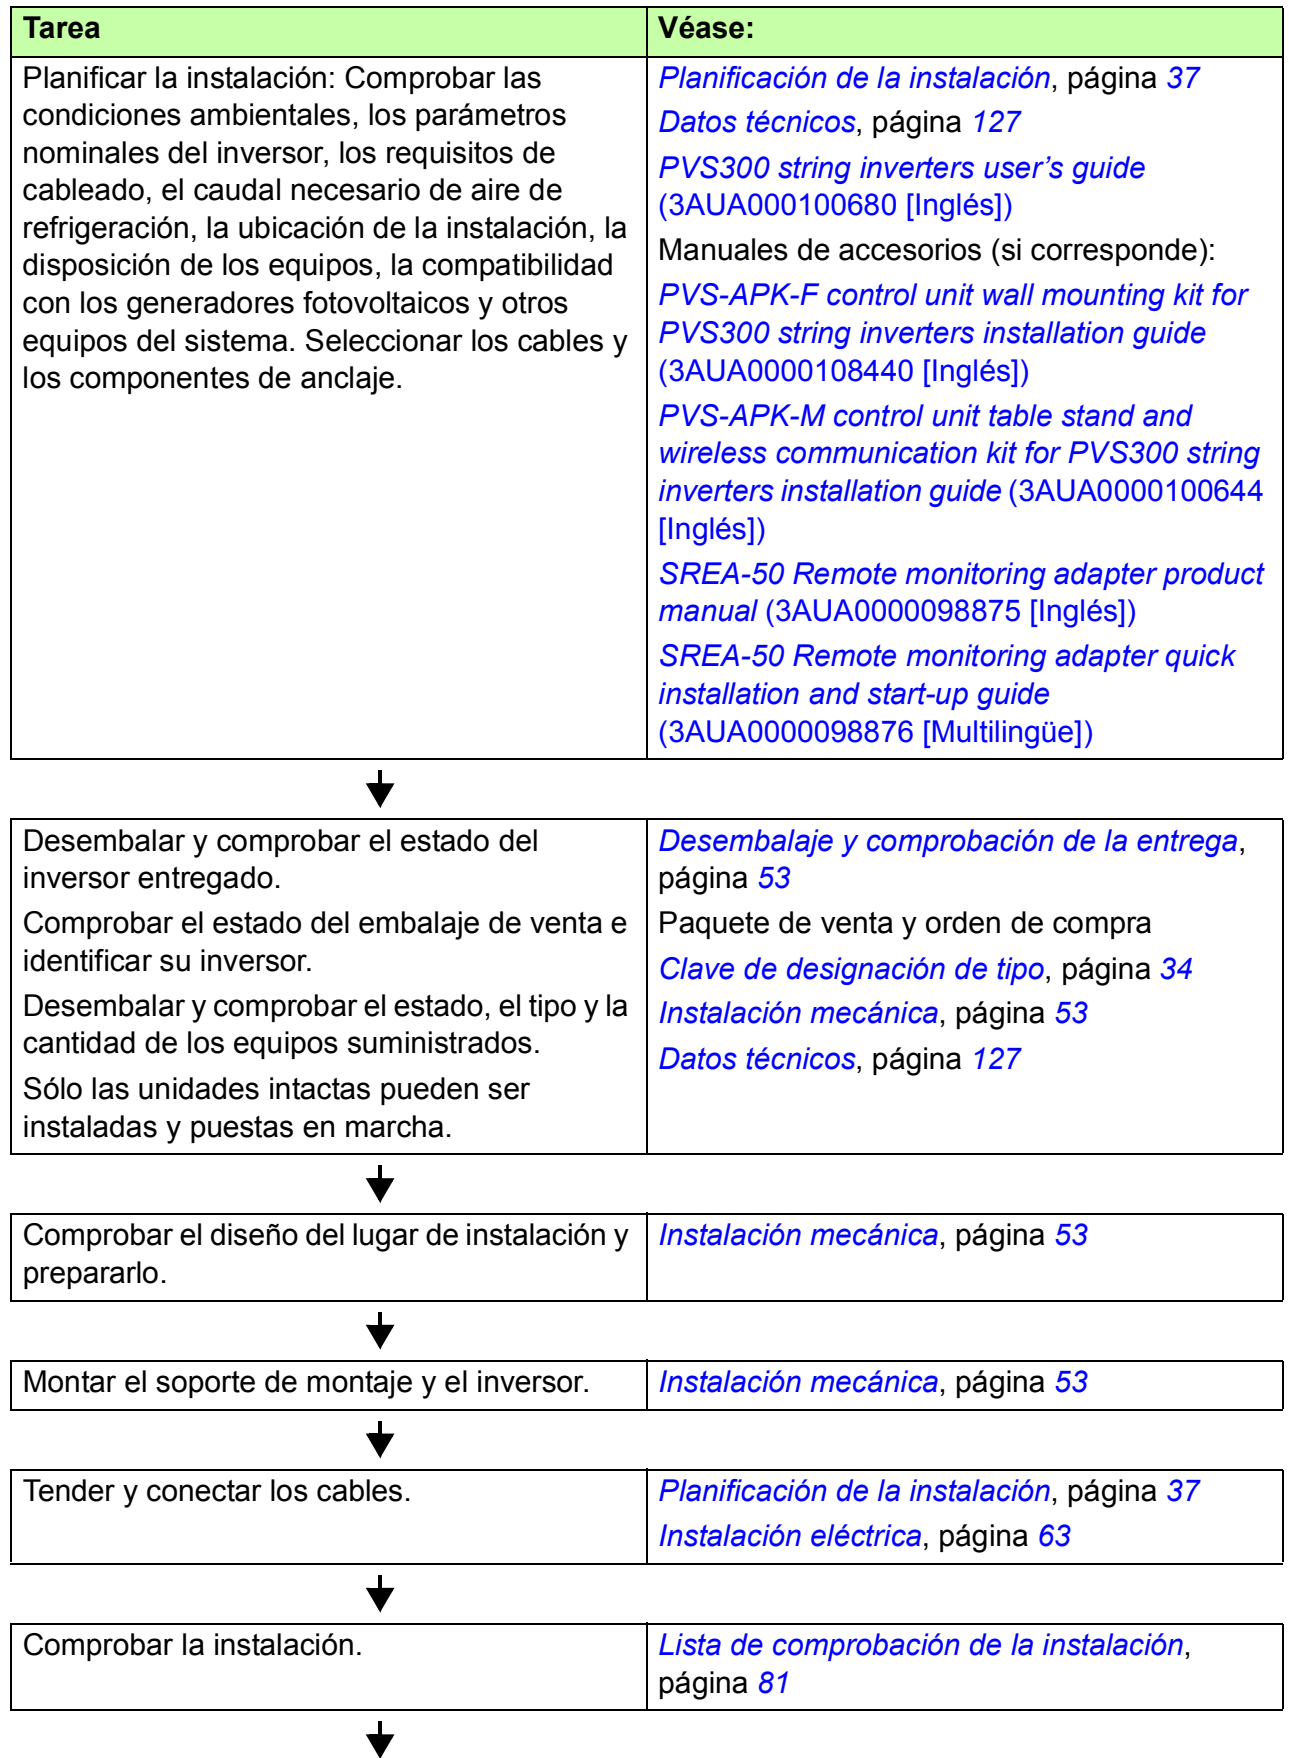 Tarea
Véase:
Planificar la instalación: Comprobar las
condiciones ambientales, los parámetros
nominales del inversor, los requisitos de
cableado, el caudal necesario de aire de
refrigeración, la ubicación de la instalación, la
disposición de los equipos, la compatibilidad
con los generadores fotovoltaicos y otros
equipos del sistema. Seleccionar los cables y
los componentes de anclaje.
Planificación de la instalación, página 37
Datos técnicos, página 127
PVS300 string inverters user's guide
(3AUA000100680 [Inglés])
Manuales de accesorios (si corresponde):
PVS-APK-F control unit wall mounting kit for
PVS300 string inverters installation guide
(3AUA0000108440 [Inglés])
PVS-APK-M control unit table stand and
wireless communication kit for PVS300 string
inverters installation guide (3AUA0000100644
[Inglés])
SREA-50 Remote monitoring adapter product
manual (3AUA0000098875 [Inglés])
SREA-50 Remote monitoring adapter quick
installation and start-up guide
(3AUA0000098876 [Multilingüe])
Desembalar y comprobar el estado del
inversor entregado.
Comprobar el estado del embalaje de venta e
identificar su inversor.
Desembalar y comprobar el estado, el tipo y la
cantidad de los equipos suministrados.
Sólo las unidades intactas pueden ser
instaladas y puestas en marcha.
Desembalaje y comprobación de la entrega,
página 53
Paquete de venta y orden de compra
Clave de designación de tipo, página 34
Instalación mecánica, página 53
Datos técnicos, página 127
Comprobar el diseño del lugar de instalación y
prepararlo.
Instalación mecánica, página 53
Montar el soporte de montaje y el inversor.
Instalación mecánica, página 53
Tender y conectar los cables.
Planificación de la instalación, página 37
Instalación eléctrica, página 63
Comprobar la instalación.
Lista de comprobación de la instalación,
página 81